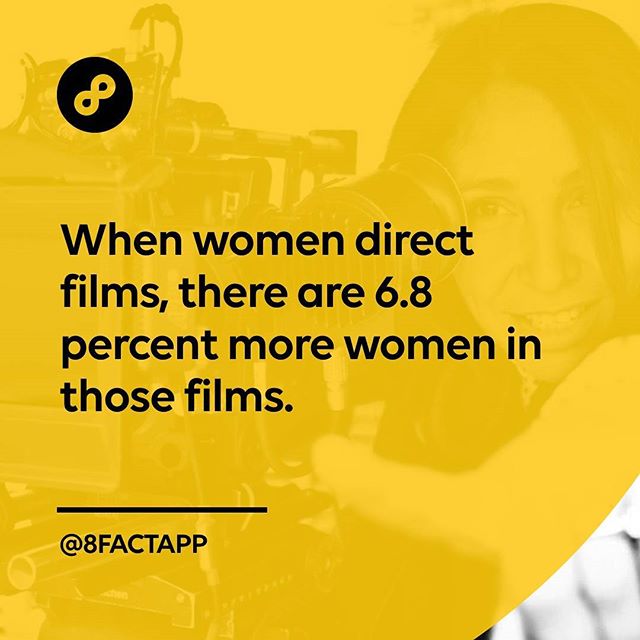 When women direct
films, there are 6.8
percent more women in
those films.
@8FACTAPP